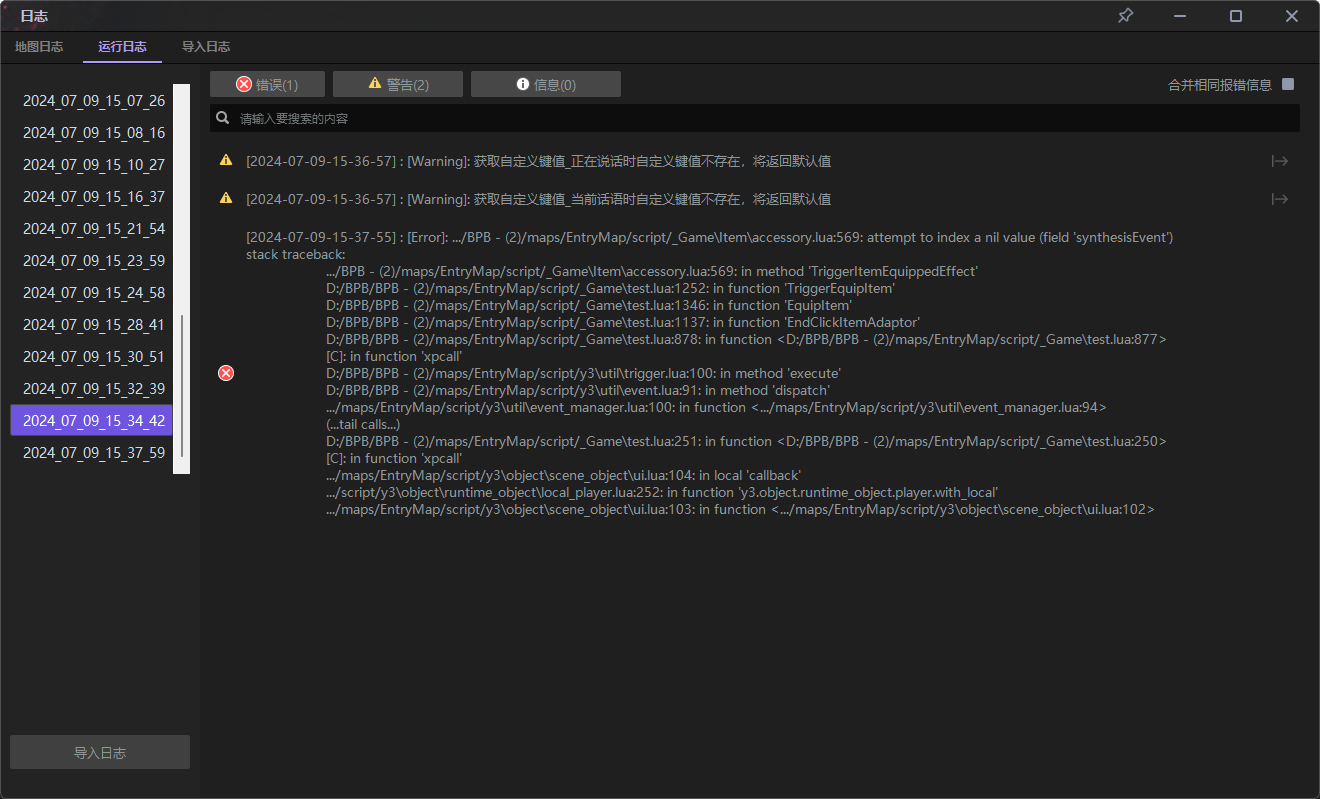 日志
地图日志 运行日志 导入日志
错误(1) 警告(2) 信息(0) 合并相同报错信息
请输入要搜索的内容
2024_07_09_15_07_26
2024_07_09_15_08_16
2024_07_09_15_10_27
2024_07_09_15_16_37
2024_07_09_15_21_54
2024_07_09_15_23_59
2024_07_09_15_24_58
2024_07_09_15_28_41
2024_07_09_15_30_51
2024_07_09_15_32_39
2024_07_09_15_34_42
2024_07_09_15_37_59
导入日志
[2024-07-09-15-36-57] : [Warning]: 获取自定义键值_正在说话时自定义键值不存在，将返回默认值
[2024-07-09-15-36-57] : [Warning]: 获取自定义键值_当前话语时自定义键值不存在，将返回默认值
[2024-07-09-15-37-55] : [Error]: .../BPB - (2)/maps/EntryMap/script/_Game\Item\accessory.lua:569: attempt to index a nil value (field 'synthesisEvent')
stack traceback:
.../BPB - (2)/maps/EntryMap/script/_Game\Item\accessory.lua:569: in method 'TriggerItemEquippedEffect'
D:/BPB/BPB - (2)/maps/EntryMap/script/_Game\test.lua:1252: in function 'TriggerEquipItem'
D:/BPB/BPB - (2)/maps/EntryMap/script/_Game\test.lua:1346: in function 'EquipItem'
D:/BPB/BPB - (2)/maps/EntryMap/script/_Game\test.lua:1137: in function 'EndClickItemAdaptor'
D:/BPB/BPB - (2)/maps/EntryMap/script/_Game\test.lua:878: in function <D:/BPB/BPB - (2)/maps/EntryMap/script/_Game\test.lua:877>
[C]: in function 'xpcall'
D:/BPB/BPB - (2)/maps/EntryMap/script/y3\util\trigger.lua:100: in method 'execute'
D:/BPB/BPB - (2)/maps/EntryMap/script/y3\util\event.lua:91: in method 'dispatch'
.../maps/EntryMap/script/y3\util\event_manager.lua:100: in function <.../maps/EntryMap/script/y3\util\event_manager.lua:94>
(...tail calls...)
D:/BPB/BPB - (2)/maps/EntryMap/script/_Game\test.lua:251: in function <D:/BPB/BPB - (2)/maps/EntryMap/script/_Game\test.lua:250>
[C]: in function 'xpcall'
.../maps/EntryMap/script/y3\object\scene_object\ui.lua:104: in local 'callback'
.../script/y3\object\runtime_object\local_player.lua:252: in function 'y3.object.runtime_object.player.with_local'
.../maps/EntryMap/script/y3\object\scene_object\ui.lua:103: in function <.../maps/EntryMap/script/y3\object\scene_object\ui.lua:102>